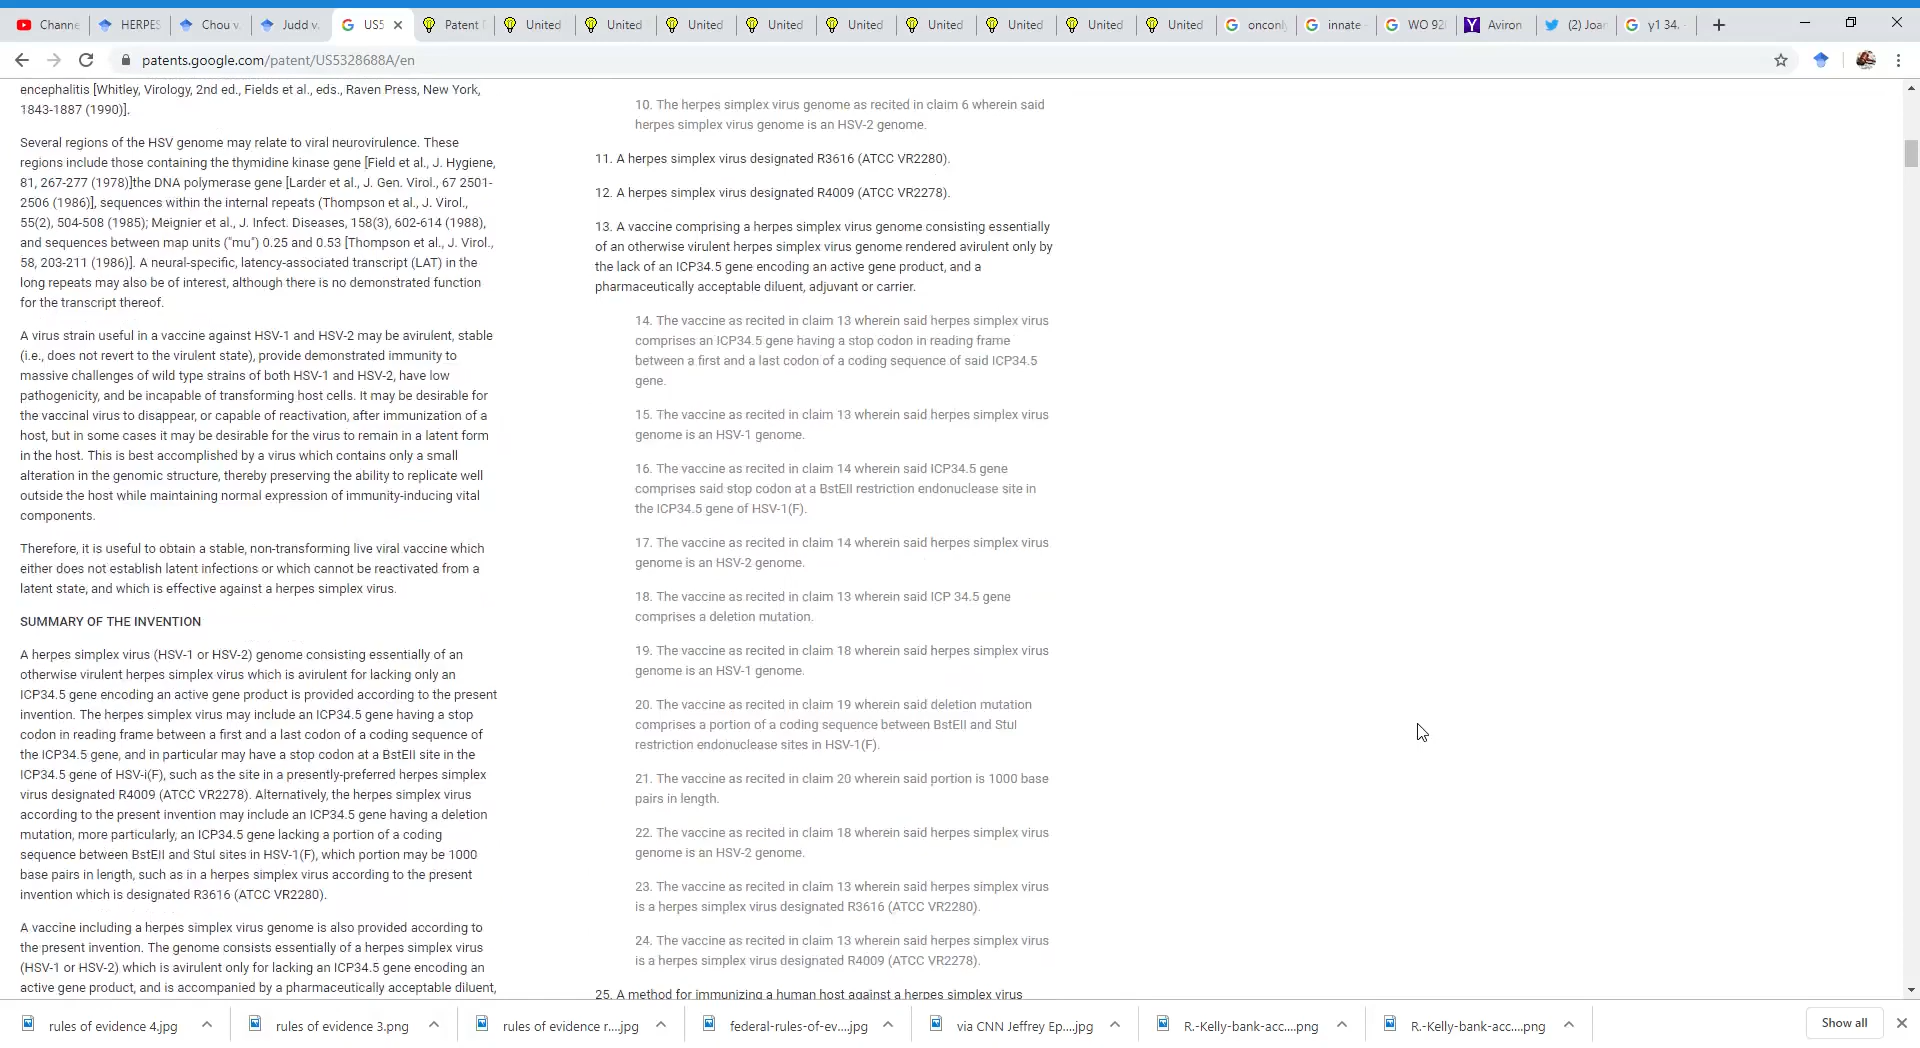 Channe
HERPES
Chou v.
Judd v.
US5
Patent
United
United
United
United
United
United
United
United
United
onconly
innate
WO 92
Aviron
(2) Joan
γ1 34.
patents.google.com/patent/US5328688A/en
encephalitis [Whitley, Virology, 2nd ed., Fields et al., eds., Raven Press, New York,
1843-1887 (1990)].
Several regions of the HSV genome may relate to viral neurovirulence. These
regions include those containing the thymidine kinase gene [Field et al., J. Hygiene,
81, 267-277 (1978)]the DNA polymerase gene [Larder et al., J. Gen. Virol., 67 2501-
2506 (1986)], sequences within the internal repeats (Thompson et al., J. Virol.,
55(2), 504-508 (1985); Meignier et al., J. Infect. Diseases, 158(3), 602-614 (1988),
and sequences between map units ("mu") 0.25 and 0.53 [Thompson et al., J. Virol.,
58, 203-211 (1986)]. A neural-specific, latency-associated transcript (LAT) in the
long repeats may also be of interest, although there is no demonstrated function
for the transcript thereof.
A virus strain useful in a vaccine against HSV-1 and HSV-2 may be avirulent, stable
(i.e., does not revert to the virulent state), provide demonstrated immunity to
massive challenges of wild type strains of both HSV-1 and HSV-2, have low
pathogenicity, and be incapable of transforming host cells. It may be desirable for
the vaccinal virus to disappear, or capable of reactivation, after immunization of a
host, but in some cases it may be desirable for the virus to remain in a latent form
in the host. This is best accomplished by a virus which contains only a small
alteration in the genomic structure, thereby preserving the ability to replicate well
outside the host while maintaining normal expression of immunity-inducing vital
components.
Therefore, it is useful to obtain a stable, non-transforming live viral vaccine which
either does not establish latent infections or which cannot be reactivated from a
latent state, and which is effective against a herpes simplex virus.
SUMMARY OF THE INVENTION
A herpes simplex virus (HSV-1 or HSV-2) genome consisting essentially of an
otherwise virulent herpes simplex virus which is avirulent for lacking only an
ICP34.5 gene encoding an active gene product is provided according to the present
invention. The herpes simplex virus may include an ICP34.5 gene having a stop
codon in reading frame between a first and a last codon of a coding sequence of
the ICP34.5 gene, and in particular may have a stop codon at a BstEII site in the
ICP34.5 gene of HSV-i(F), such as the site in a presently-preferred herpes simplex
virus designated R4009 (ATCC VR2278). Alternatively, the herpes simplex virus
according to the present invention may include an ICP34.5 gene having a deletion
mutation, more particularly, an ICP34.5 gene lacking a portion of a coding
sequence between BstEII and StuI sites in HSV-1(F), which portion may be 1000
base pairs in length, such as in a herpes simplex virus according to the present
invention which is designated R3616 (ATCC VR2280).
A vaccine including a herpes simplex virus genome is also provided according to
the present invention. The genome consists essentially of a herpes simplex virus
(HSV-1 or HSV-2) which is avirulent only for lacking an ICP34.5 gene encoding an
active gene product, and is accompanied by a pharmaceutically acceptable diluent,
10. The herpes simplex virus genome as recited in claim 6 wherein said
herpes simplex virus genome is an HSV-2 genome.
11. A herpes simplex virus designated R3616 (ATCC VR2280).
12. A herpes simplex virus designated R4009 (ATCC VR2278).
13. A vaccine comprising a herpes simplex virus genome consisting essentially
of an otherwise virulent herpes simplex virus genome rendered avirulent only by
the lack of an ICP34.5 gene encoding an active gene product, and a
pharmaceutically acceptable diluent, adjuvant or carrier.
14. The vaccine as recited in claim 13 wherein said herpes simplex virus
comprises an ICP34.5 gene having a stop codon in reading frame
between a first and a last codon of a coding sequence of said ICP34.5
gene.
15. The vaccine as recited in claim 13 wherein said herpes simplex virus
genome is an HSV-1 genome.
16. The vaccine as recited in claim 14 wherein said ICP34.5 gene
comprises said stop codon at a BstEII restriction endonuclease site in
the ICP34.5 gene of HSV-1(F).
17. The vaccine as recited in claim 14 wherein said herpes simplex virus
genome is an HSV-2 genome.
18. The vaccine as recited in claim 13 wherein said ICP 34.5 gene
comprises a deletion mutation.
19. The vaccine as recited in claim 18 wherein said herpes simplex virus
genome is an HSV-1 genome.
20. The vaccine as recited in claim 19 wherein said deletion mutation
comprises a portion of a coding sequence between BstEII and StuI
restriction endonuclease sites in HSV-1(F).
21. The vaccine as recited in claim 20 wherein said portion is 1000 base
pairs in length.
22. The vaccine as recited in claim 18 wherein said herpes simplex virus
genome is an HSV-2 genome.
23. The vaccine as recited in claim 13 wherein said herpes simplex virus
is a herpes simplex virus designated R3616 (ATCC VR2280).
24. The vaccine as recited in claim 13 wherein said herpes simplex virus
is a herpes simplex virus designated R4009 (ATCC VR2278).
25. A method for immunizing a human host against a herpes simplex virus
rules of evidence 4.jpg
rules of evidence 3.png
rules of evidence r....jpg
federal-rules-of-ev....jpg
via CNN Jeffrey Ep....jpg
R.-Kelly-bank-acc....png
R.-Kelly-bank-acc....png
Show all